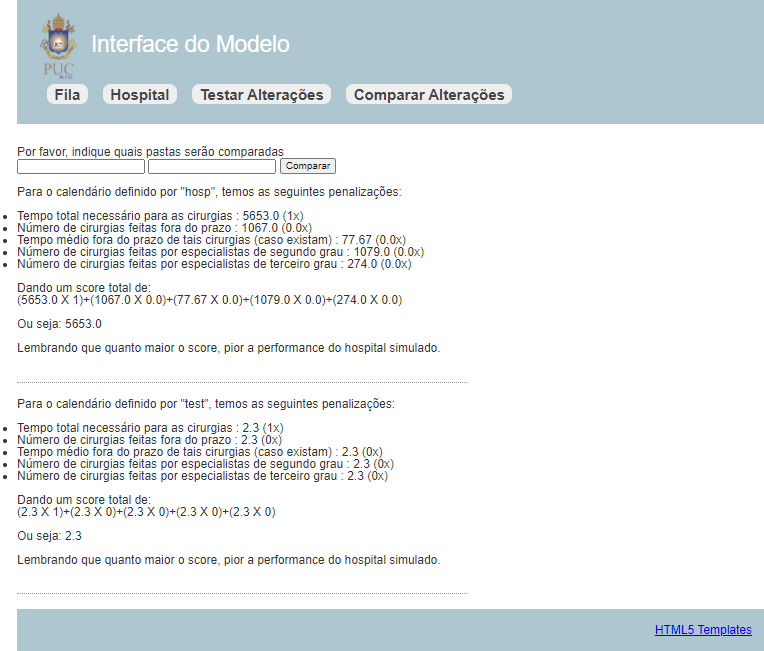 Interface do Modelo
PUC
RIO
Fila Hospital Testar Alterações Comparar Alterações
Por favor, indique quais pastas serão comparadas
Comparar
Para o calendário definido por "hosp", temos as seguintes penalizações:
Tempo total necessário para as cirurgias : 5653.0 (1x)
Número de cirurgias feitas fora do prazo : 1067.0 (0.0x)
Tempo médio fora do prazo de tais cirurgias (caso existam) : 77.67 (0.0x)
Número de cirurgias feitas por especialistas de segundo grau : 1079.0 (0.0x)
Número de cirurgias feitas por especialistas de terceiro grau : 274.0 (0.0x)
Dando um score total de:
(5653.0 X 1)+(1067.0 X 0.0)+(77.67 X 0.0)+(1079.0 X 0.0)+(274.0 X 0.0)
Ou seja: 5653.0
Lembrando que quanto maior o score, pior a performance do hospital simulado.
Para o calendário definido por "test", temos as seguintes penalizações:
Tempo total necessário para as cirurgias : 2.3 (1x)
Número de cirurgias feitas fora do prazo : 2.3 (0x)
Tempo médio fora do prazo de tais cirurgias (caso existam) : 2.3 (0x)
Número de cirurgias feitas por especialistas de segundo grau : 2.3 (0x)
Número de cirurgias feitas por especialistas de terceiro grau : 2.3 (0x)
Dando um score total de:
(2.3 X 1)+(2.3 X 0)+(2.3 X 0)+(2.3 X 0)+(2.3 X 0)
Ou seja: 2.3
Lembrando que quanto maior o score, pior a performance do hospital simulado.
HTML5 Templates